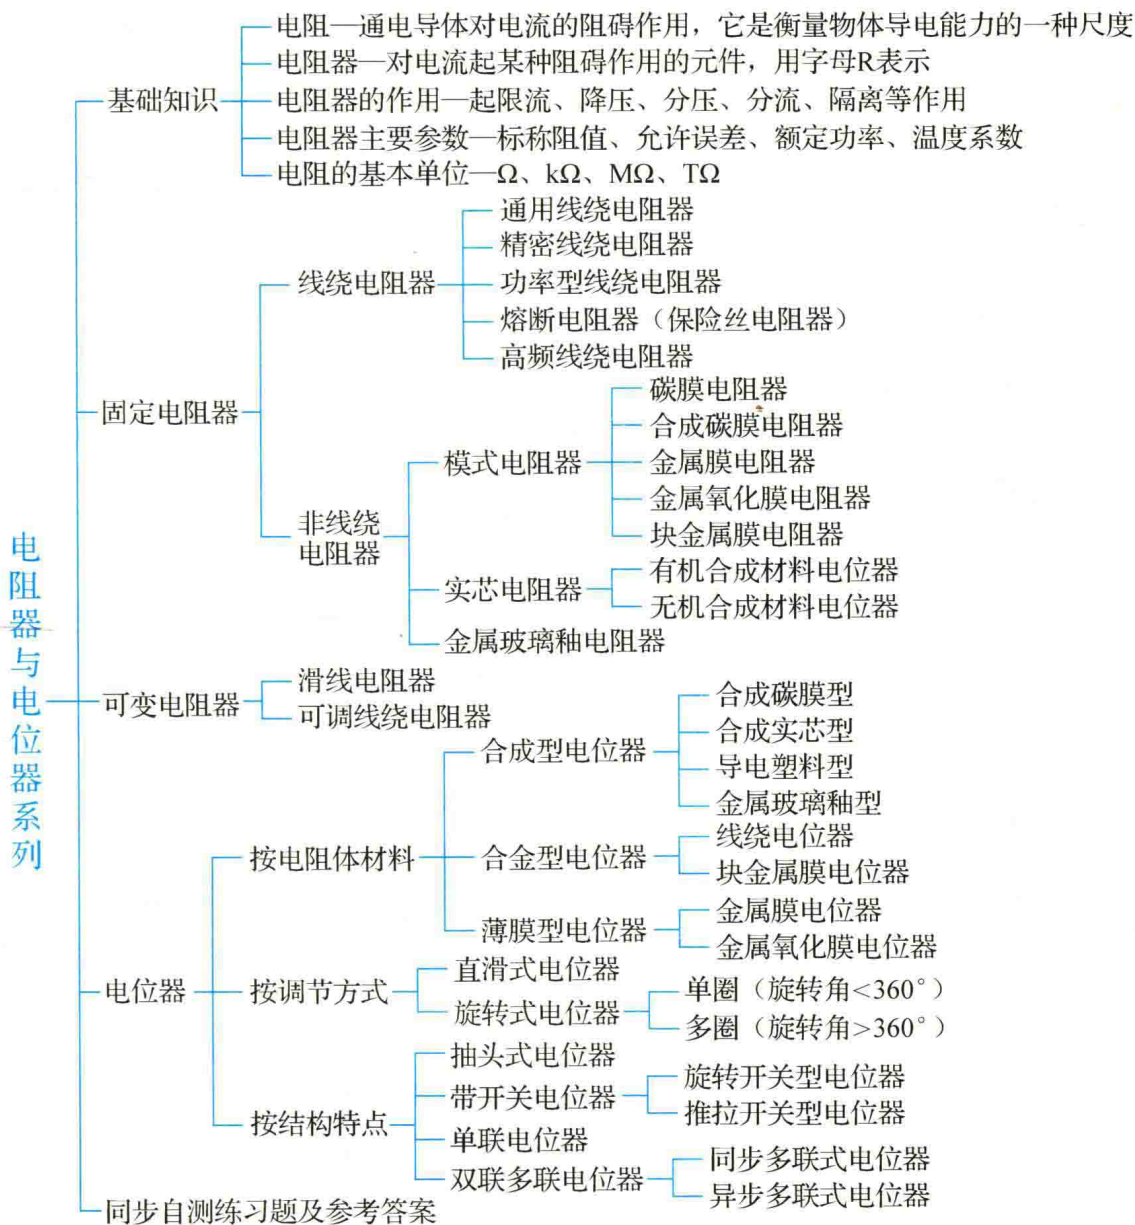 电阻器与电位器系列
基础知识
电阻—通电导体对电流的阻碍作用，它是衡量物体导电能力的一种尺度
电阻器—对电流起某种阻碍作用的元件，用字母R表示
电阻器的作用—起限流、降压、分压、分流、隔离等作用
电阻器主要参数—标称阻值、允许误差、额定功率、温度系数
电阻的基本单位—Ω、kΩ、MΩ、TΩ
固定电阻器
线绕电阻器
通用线绕电阻器
精密线绕电阻器
功率型线绕电阻器
熔断电阻器（保险丝电阻器）
高频线绕电阻器
非线绕
电阻器
模式电阻器
碳膜电阻器
合成碳膜电阻器
金属膜电阻器
金属氧化膜电阻器
块金属膜电阻器
实芯电阻器
有机合成材料电位器
无机合成材料电位器
金属玻璃釉电阻器
可变电阻器
滑线电阻器
可调线绕电阻器
电位器
按电阻体材料
合成型电位器
合成碳膜型
合成实芯型
导电塑料型
金属玻璃釉型
合金型电位器
线绕电位器
块金属膜电位器
薄膜型电位器
金属膜电位器
金属氧化膜电位器
按调节方式
直滑式电位器
旋转式电位器
单圈（旋转角<360°）
多圈（旋转角>360°）
按结构特点
抽头式电位器
带开关电位器
旋转开关型电位器
推拉开关型电位器
单联电位器
双联多联电位器
同步多联式电位器
异步多联式电位器
同步自测练习题及参考答案